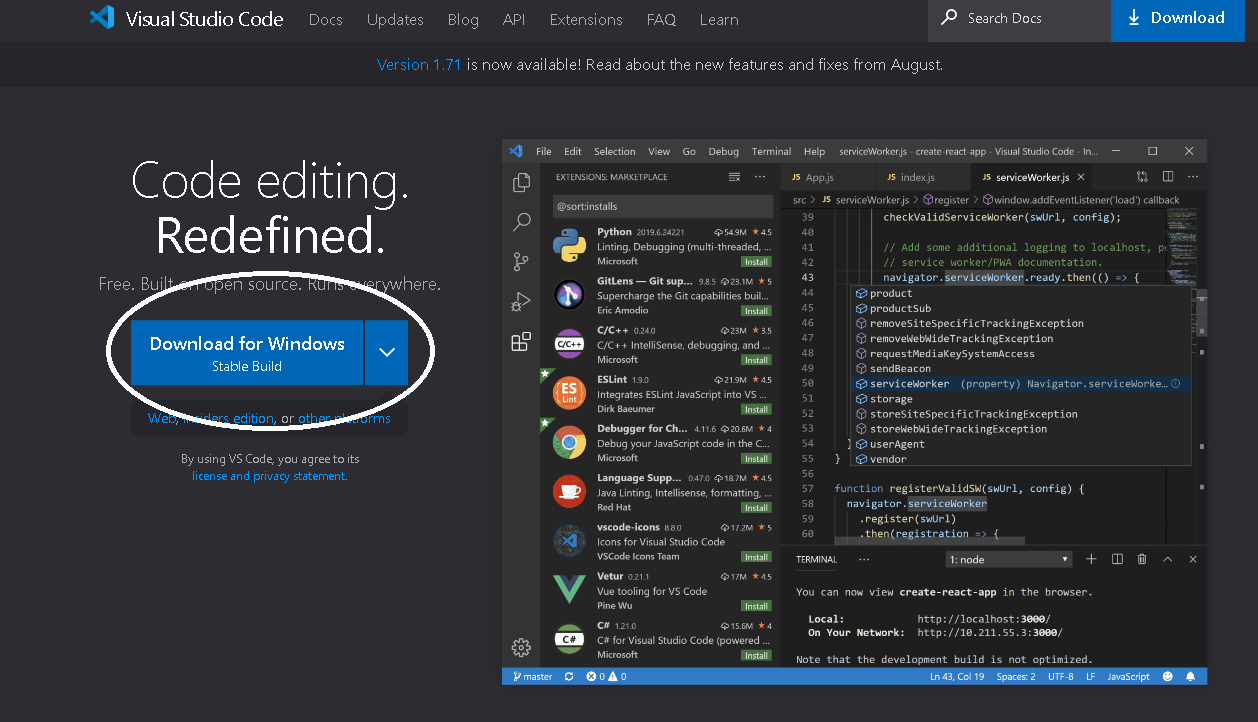 Visual Studio Code Docs Updates Blog API Extensions FAQ Learn Search Docs Download
Version 1.71 is now available! Read about the new features and fixes from August.
Code editing.
Redefined.
Free. Built on open source. Runs everywhere.
Download for Windows
Stable Build
Web, Insiders edition, or other platforms
By using VS Code, you agree to its
license and privacy statement.
File Edit Selection View Go Debug Terminal Help serviceWorker.js - create-react-app - Visual Studio Code - In...
EXTENSIONS: MARKETPLACE
@sort:installs
Python 2019.6.24221 54.9M ★ 4.5
Linting, Debugging (multi-threaded, ...
Microsoft Install
GitLens — Git sup... 9.8.5 23.1M ★ 5
Supercharge the Git capabilities buil...
Eric Amodio Install
C/C++
C/C++ 0.24.0 23M ★ 3.5
C/C++ IntelliSense, debugging, and ...
Microsoft Install
ES
Lint
ESLint 1.9.0 21.9M ★ 4.5
Integrates ESLint JavaScript into VS ...
Dirk Baeumer Install
Debugger for Ch... 4.11.6 20.6M ★ 4
Debug your JavaScript code in the C...
Microsoft Install
Language Supp... 0.47.0 18.7M ★ 4.5
Java Linting, Intellisense, formatting, ...
Red Hat Install
vscode-icons 8.8.0 17.2M ★ 5
Icons for Visual Studio Code
VSCode Icons Team Install
Vetur 0.21.1 17M ★ 4.5
Vue tooling for VS Code
Pine Wu Install
C#
C# 1.21.0 15.6M ★ 4
C# for Visual Studio Code (powered ...
Microsoft Install
JS App.js JS index.js JS serviceWorker.js
src > JS serviceWorker.js > register > window.addEventListener('load') callback
39 checkValidServiceWorker(swUrl, config);
40
41 // Add some additional logging to localhost, po
42 // service worker/PWA documentation.
43 navigator.serviceWorker.ready.then(() => {
44 product
45 productSub
46 removeSiteSpecificTrackingException
47 removeWebWideTrackingException
48 requestMediaKeySystemAccess
49 sendBeacon
50 serviceWorker (property) Navigator.serviceWorke...
51 storage
52 storeSiteSpecificTrackingException
53 storeWebWideTrackingException
54 } userAgent
55 } vendor
56
57 function registerValidSW(swUrl, config) {
58 navigator.serviceWorker
59 .register(swUrl)
60 .then(registration => {
TERMINAL ... 1: node
You can now view create-react-app in the browser.
Local: http://localhost:3000/
On Your Network: http://10.211.55.3:3000/
Note that the development build is not optimized.
master 0 0 Ln 43, Col 19 Spaces: 2 UTF-8 LF JavaScript